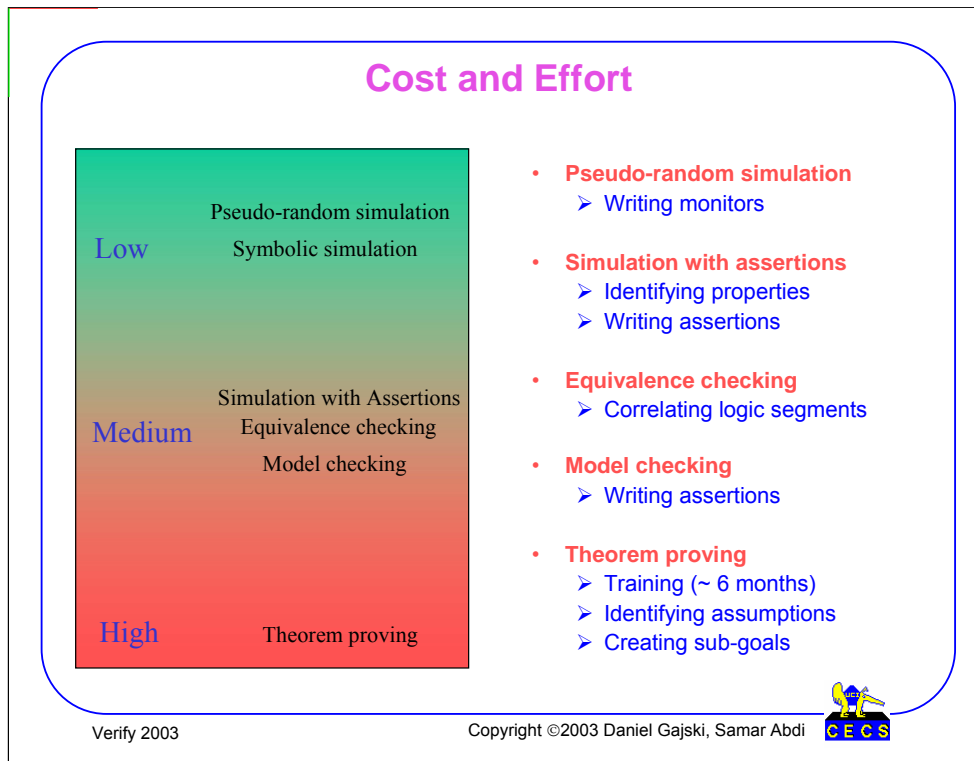 Cost and Effort
Low
Pseudo-random simulation
Symbolic simulation
Medium
Simulation with Assertions
Equivalence checking
Model checking
High
Theorem proving
• Pseudo-random simulation
➢ Writing monitors
• Simulation with assertions
➢ Identifying properties
➢ Writing assertions
• Equivalence checking
➢ Correlating logic segments
• Model checking
➢ Writing assertions
• Theorem proving
➢ Training (~ 6 months)
➢ Identifying assumptions
➢ Creating sub-goals
Verify 2003
Copyright ©2003 Daniel Gajski, Samar Abdi
UCI
CECS